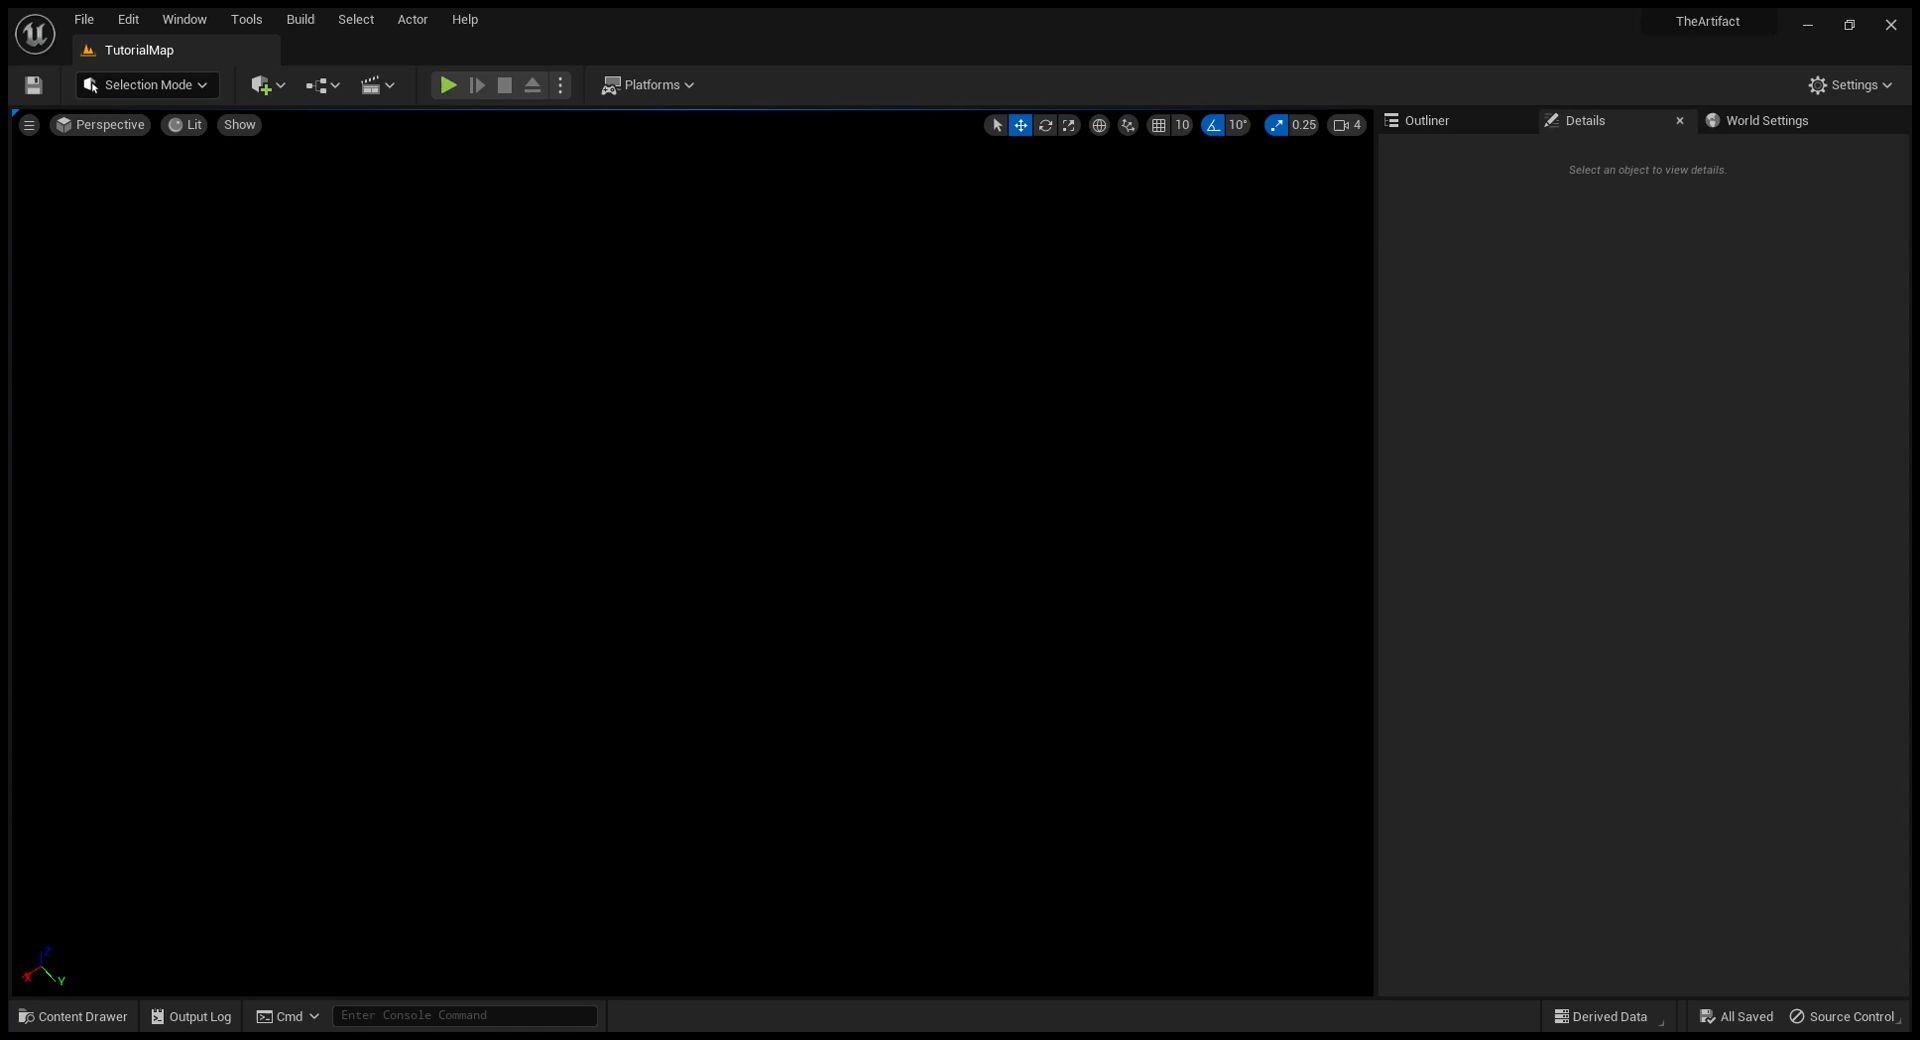 File Edit Window Tools Build Select Actor Help
TheArtifact
TutorialMap
Selection Mode
Platforms
Settings
Perspective Lit Show
10 10° 0.25 4
Outliner Details World Settings
Select an object to view details.
Z
X
Y
Content Drawer Output Log Cmd Enter Console Command Derived Data All Saved Source Control